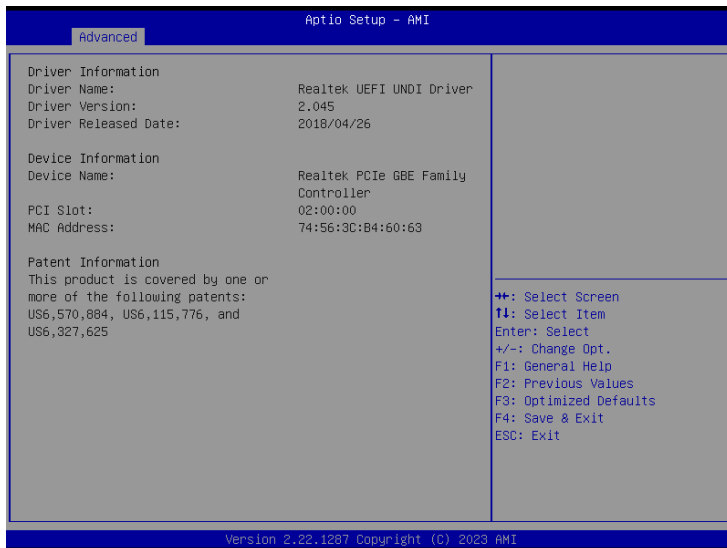 Aptio Setup - AMI
Advanced
Driver Information
Driver Name: Realtek UEFI UNDI Driver
Driver Version: 2.045
Driver Released Date: 2018/04/26
Device Information
Device Name: Realtek PCIe GBE Family
Controller
PCI Slot: 02:00:00
MAC Address: 74:56:3C:B4:60:63
Patent Information
This product is covered by one or
more of the following patents:
US6,570,884, US6,115,776, and
US6,327,625
→←: Select Screen
↑↓: Select Item
Enter: Select
+/-: Change Opt.
F1: General Help
F2: Previous Values
F3: Optimized Defaults
F4: Save & Exit
ESC: Exit
Version 2.22.1287 Copyright (C) 2023 AMI